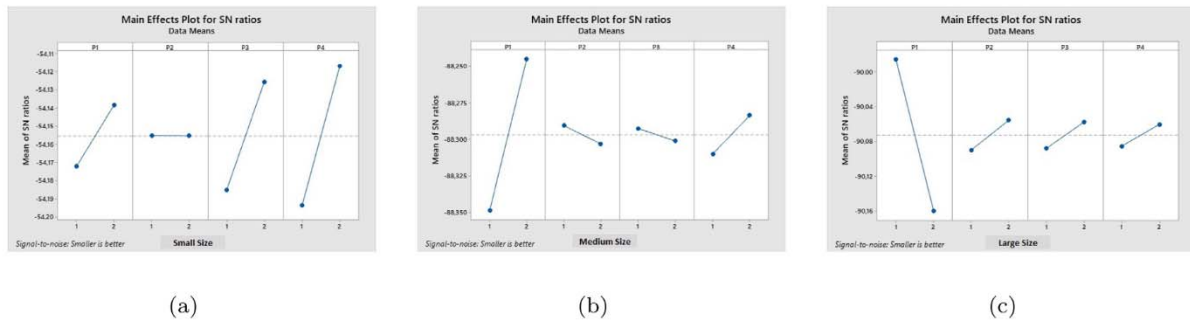 Main Effects Plot for SN ratios
Data Means
P1 P2 P3 P4
Mean of SN ratios
-54,11
-54,12
-54,13
-54,14
-54,15
-54,16
-54,17
-54,18
-54,19
-54,20
1 2 1 2 1 2 1 2
Signal-to-noise: Smaller is better
Small Size
(a)
Main Effects Plot for SN ratios
Data Means
P1 P2 P3 P4
Mean of SN ratios
-88,250
-88,275
-88,300
-88,325
-88,350
1 2 1 2 1 2 1 2
Signal-to-noise: Smaller is better
Medium Size
(b)
Main Effects Plot for SN ratios
Data Means
P1 P2 P3 P4
Mean of SN ratios
-90,00
-90,04
-90,08
-90,12
-90,16
1 2 1 2 1 2 1 2
Signal-to-noise: Smaller is better
Large Size
(c)